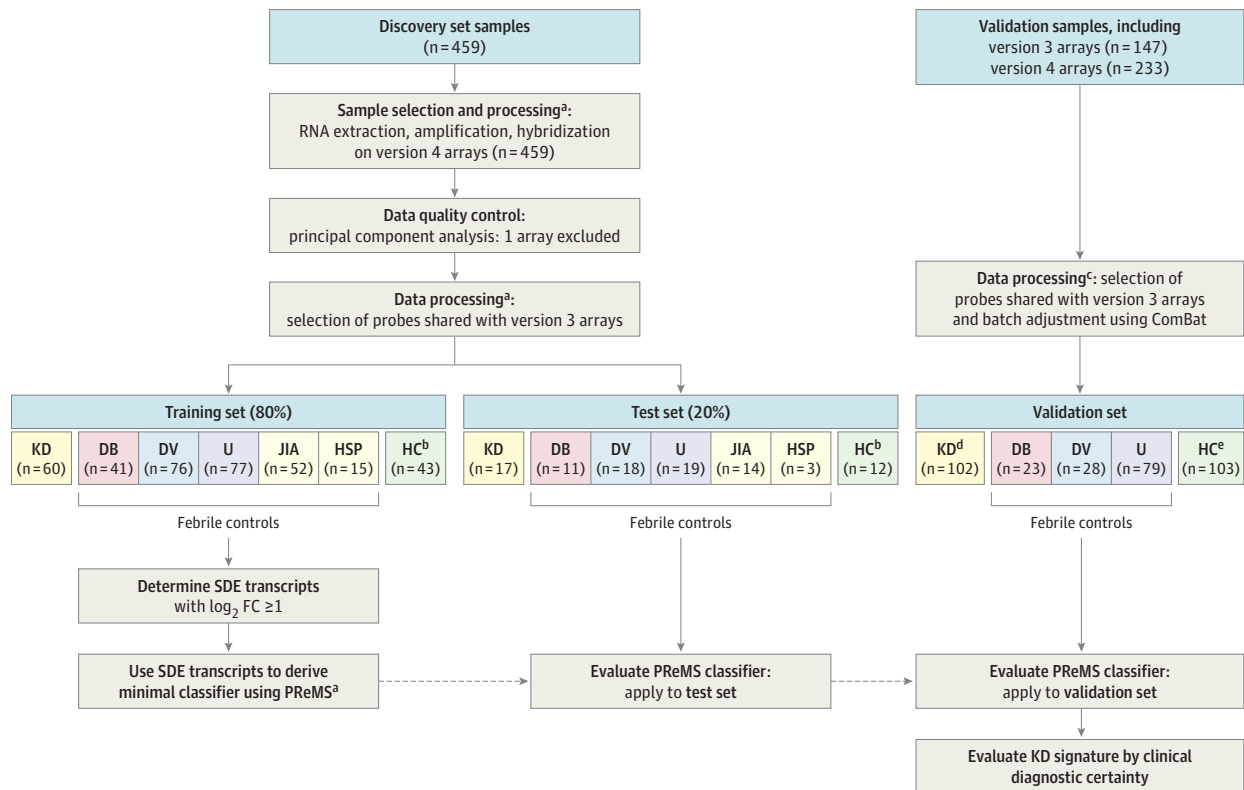 Discovery set samples
(n=459)
Validation samples, including
version 3 arrays (n=147)
version 4 arrays (n=233)
Sample selection and processingᵃ:
RNA extraction, amplification, hybridization
on version 4 arrays (n=459)
Data quality control:
principal component analysis: 1 array excluded
Data processingᵃ:
selection of probes shared with version 3 arrays
Data processingᶜ: selection of
probes shared with version 3 arrays
and batch adjustment using ComBat
Training set (80%)
KD
(n=60)
DB
(n=41)
DV
(n=76)
U
(n=77)
JIA
(n=52)
HSP
(n=15)
HCᵇ
(n=43)
Febrile controls
Test set (20%)
KD
(n=17)
DB
(n=11)
DV
(n=18)
U
(n=19)
JIA
(n=14)
HSP
(n=3)
HCᵇ
(n=12)
Febrile controls
Validation set
KDᵈ
(n=102)
DB
(n=23)
DV
(n=28)
U
(n=79)
HCᵉ
(n=103)
Febrile controls
Determine SDE transcripts
with log₂ FC ≥1
Use SDE transcripts to derive
minimal classifier using PReMSᵃ
Evaluate PReMS classifier:
apply to test set
Evaluate PReMS classifier:
apply to validation set
Evaluate KD signature by clinical
diagnostic certainty